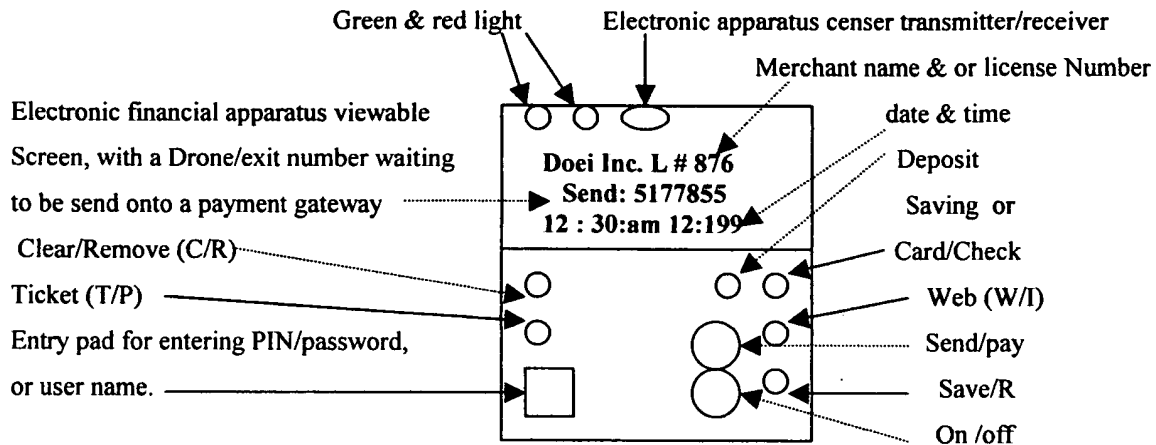 Green & red light
Electronic apparatus censer transmitter/receiver
Merchant name & or license Number
Electronic financial apparatus viewable
date & time
Screen, with a Drone/exit number waiting
Doei Inc. L # 876
Deposit
to be send onto a payment gateway
Send: 5177855
Saving or
12 : 30:am 12:199
Clear/Remove (C/R)
Card/Check
Ticket (T/P)
Web (W/I)
Entry pad for entering PIN/password,
Send/pay
or user name.
Save/R
On /off